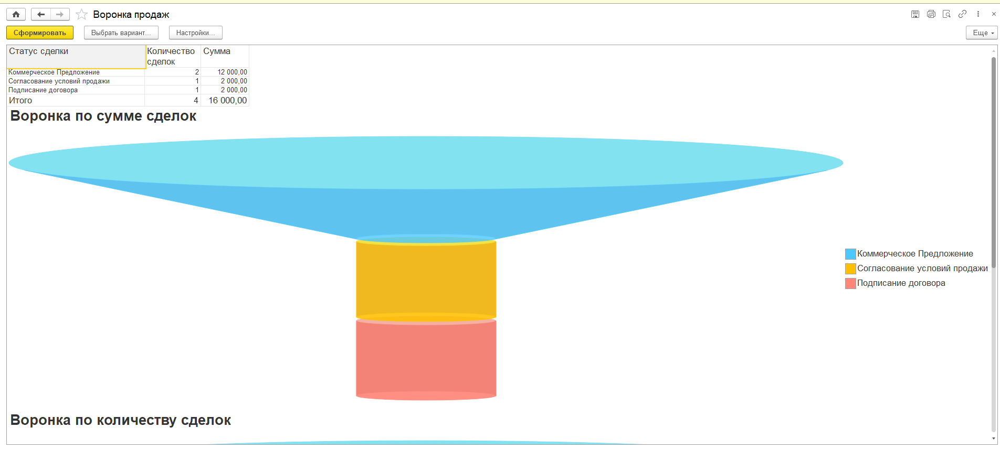 Воронка продаж
Сформировать
Выбрать вариант...
Настройки...
Еще
Статус сделки
Количество сделок
Сумма
Коммерческое Предложение 2 12 000,00
Согласование условий продажи 1 2 000,00
Подписание договора 1 2 000,00
Итого 4 16 000,00
Воронка по сумме сделок
Коммерческое Предложение
Согласование условий продажи
Подписание договора
Воронка по количеству сделок